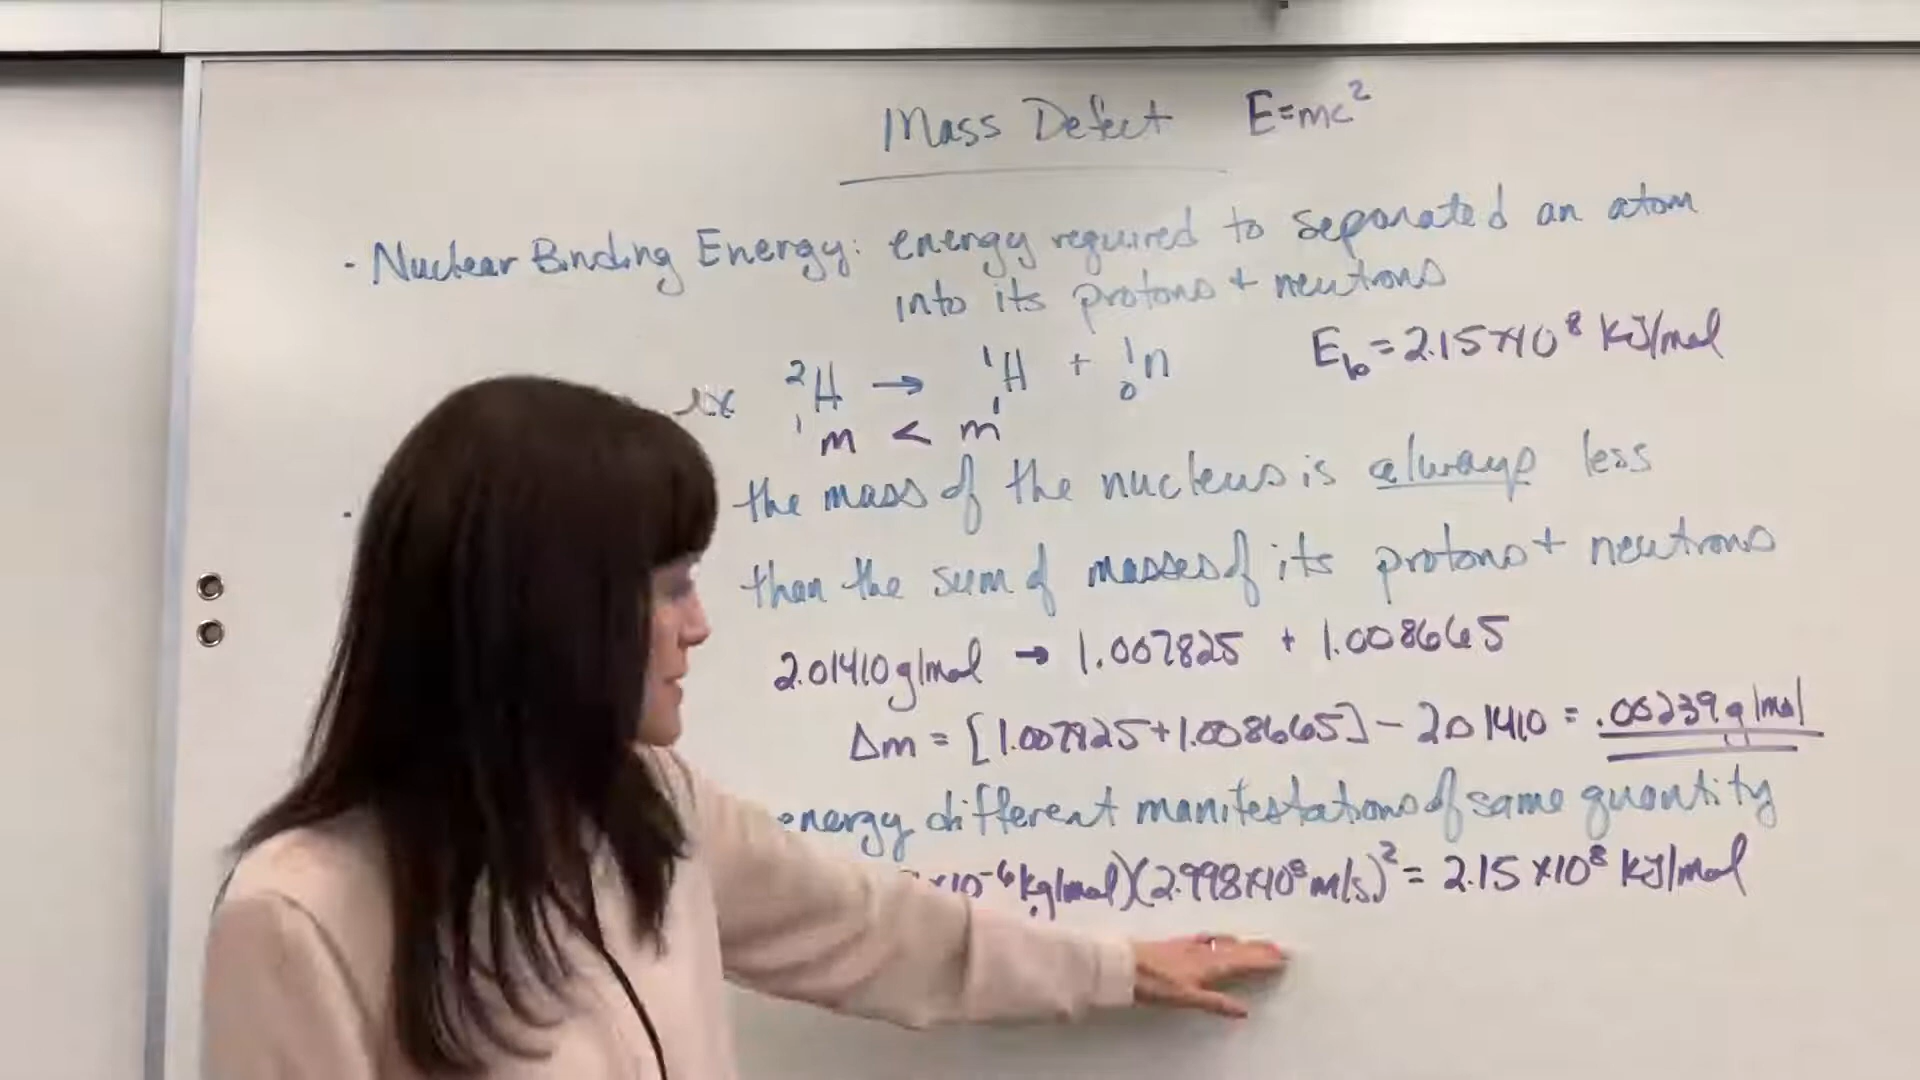 Mass Defect E=mc²
· Nuclear Binding Energy: energy required to separated an atom
into its protons + neutrons
E_b = 2.15×10⁸ kJ/mol
ex ²₁H → ¹₁H + ¹₀n
m < m
· the mass of the nucleus is always less
than the sum of masses of its protons + neutrons
2.01410 g/mol → 1.007825 + 1.008665
Δm = [1.007825+1.008665] - 2.01410 = .00239 g/mol
energy different manifestations of same quantity
×10⁻⁶ kg/mol)(2.998×10⁸ m/s)² = 2.15×10⁸ kJ/mol